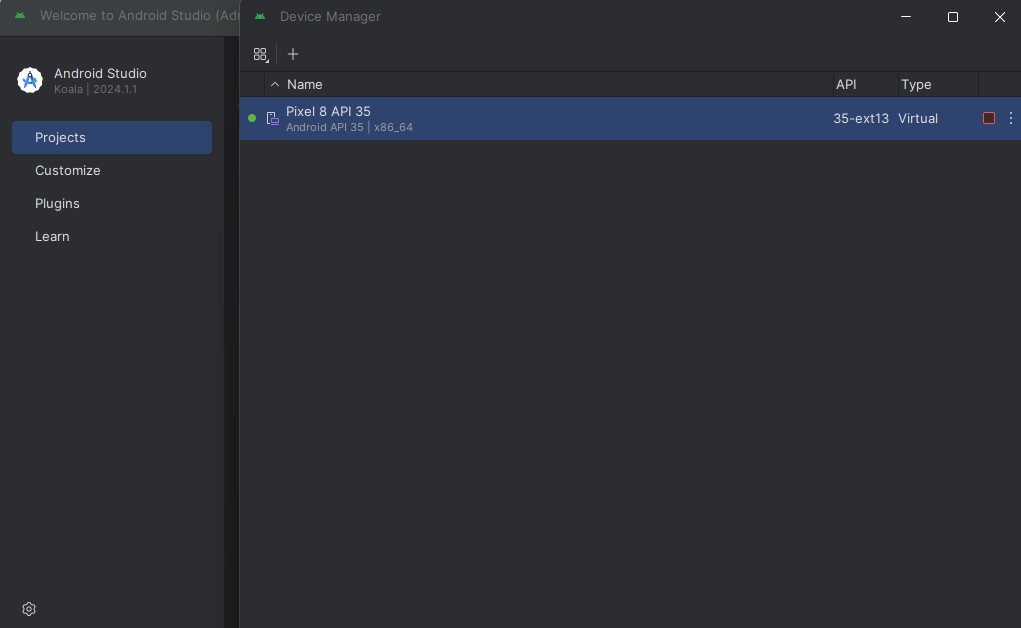 Welcome to Android Studio (Ad
Device Manager
Android Studio
Koala | 2024.1.1
Projects
Customize
Plugins
Learn
Name API Type
Pixel 8 API 35
Android API 35 | x86_64
35-ext13 Virtual